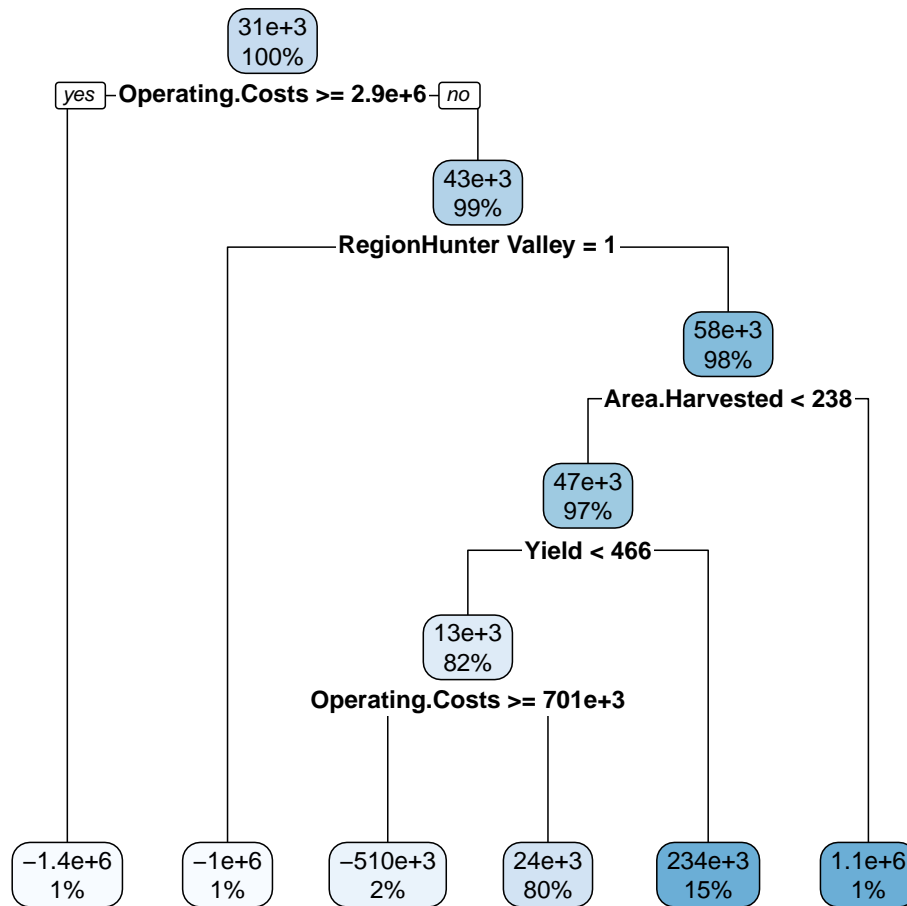 31e+3
100%
yes Operating.Costs >= 2.9e+6 no
43e+3
99%
RegionHunter Valley = 1
58e+3
98%
Area.Harvested < 238
47e+3
97%
Yield < 466
13e+3
82%
Operating.Costs >= 701e+3
−1.4e+6 −1e+6 −510e+3 24e+3 234e+3 1.1e+6
1% 1% 2% 80% 15% 1%